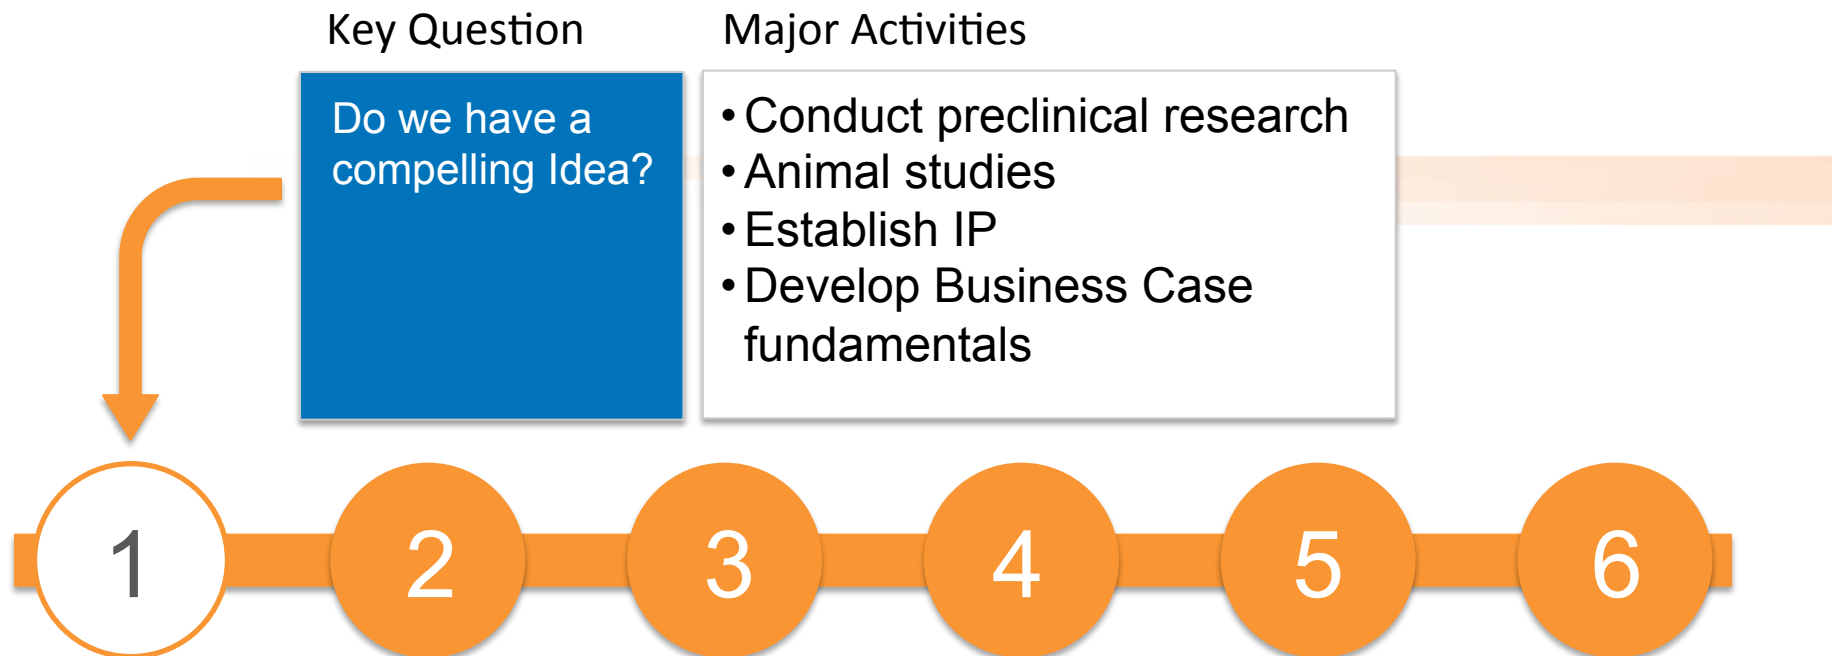 Key Question
Major Activities
Do we have a
compelling Idea?
• Conduct preclinical research
• Animal studies
• Establish IP
• Develop Business Case
fundamentals
1
2
3
4
5
6